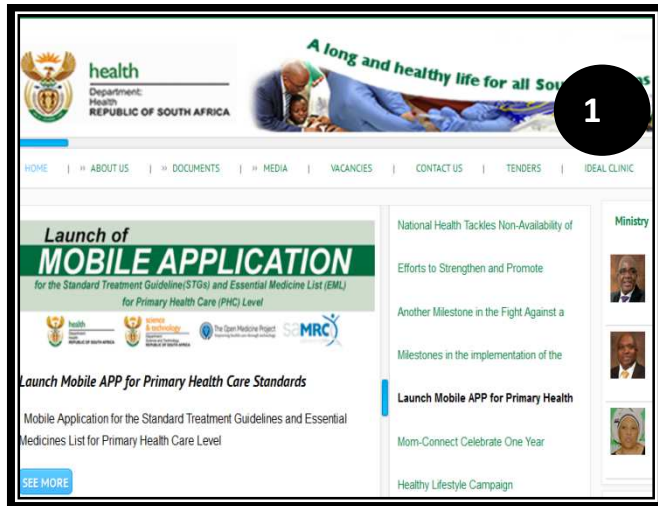 health
Department:
Health
REPUBLIC OF SOUTH AFRICA
A long and healthy life for all
1
HOME | » ABOUT US | » DOCUMENTS | » MEDIA | VACANCIES | CONTACT US | TENDERS | IDEAL CLINIC
Launch of
MOBILE APPLICATION
for the Standard Treatment Guideline(STGs) and Essential Medicine List (EML)
for Primary Health Care (PHC) Level
health
science
& technology
The Open Medicine Project
saMRC
Launch Mobile APP for Primary Health Care Standards
Mobile Application for the Standard Treatment Guidelines and Essential
Medicines List for Primary Health Care Level
SEE MORE
National Health Tackles Non-Availability of
Efforts to Strengthen and Promote
Another Milestone in the Fight Against a
Milestones in the implementation of the
Launch Mobile APP for Primary Health
Mom-Connect Celebrate One Year
Healthy Lifestyle Campaign
Ministry